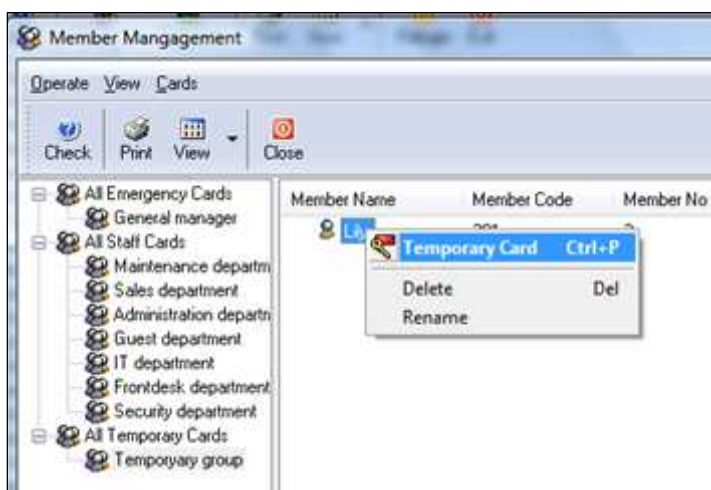 Member Mangagement
Operate View Cards
Check Print View Close
All Emergency Cards
General manager
All Staff Cards
Maintenance departm
Sales department
Administration departn
Guest department
IT department
Frontdesk department
Security department
All Temporary Cards
Temporyary group
Member Name Member Code Member No
Temporary Card Ctrl+P
Delete Del
Rename